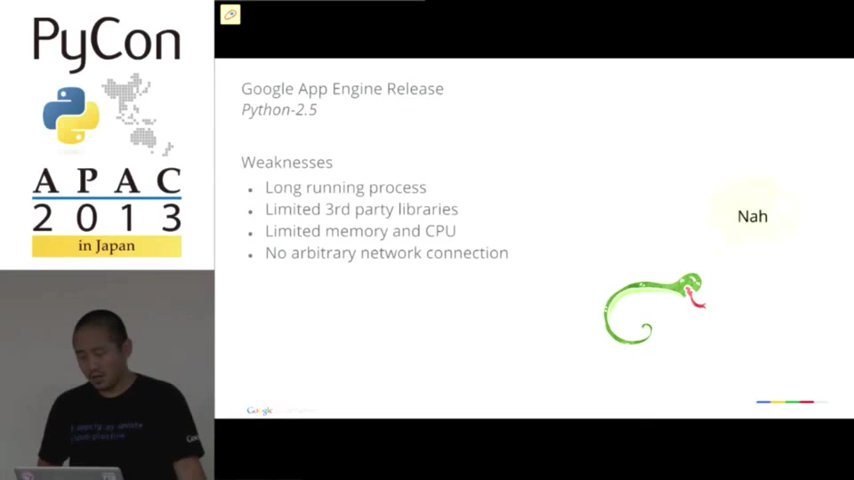 PyCon
APAC
2013
in Japan
Google App Engine Release
Python-2.5
Weaknesses
• Long running process
• Limited 3rd party libraries
• Limited memory and CPU
• No arbitrary network connection
Nah
Google